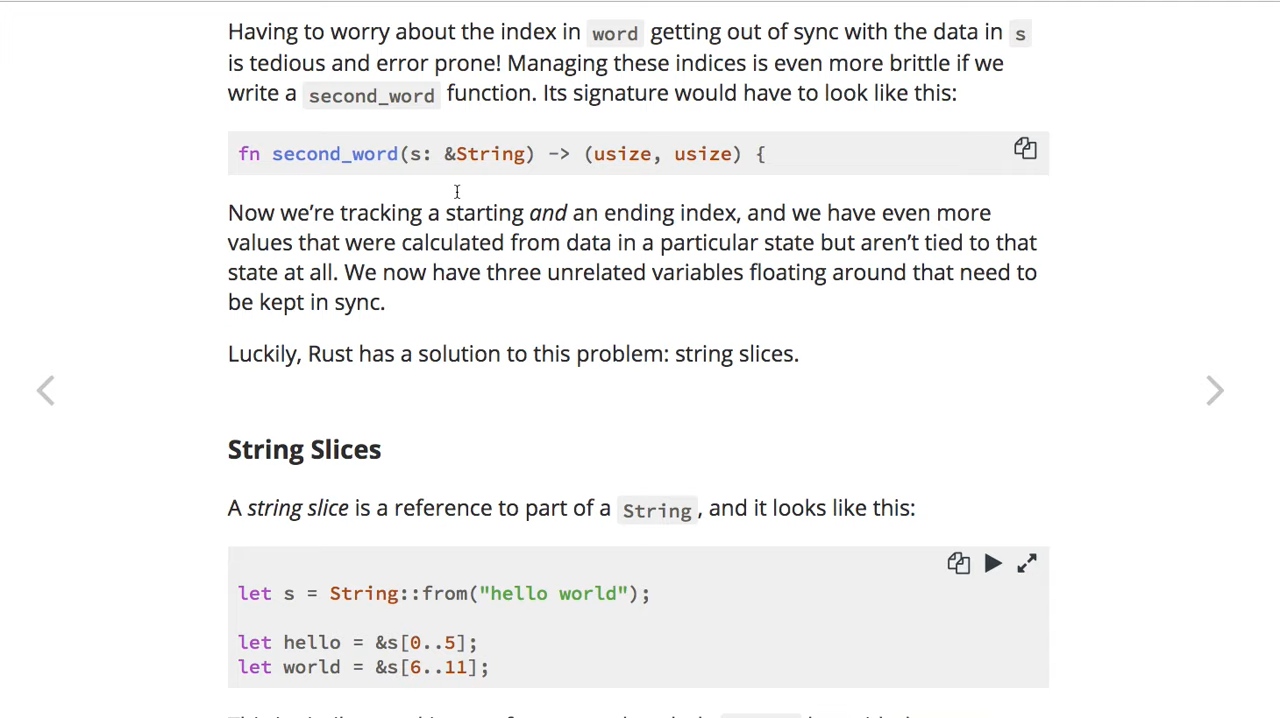 Having to worry about the index in word getting out of sync with the data in s
is tedious and error prone! Managing these indices is even more brittle if we
write a second_word function. Its signature would have to look like this:
fn second_word(s: &String) -> (usize, usize) {
Now we’re tracking a starting and an ending index, and we have even more
values that were calculated from data in a particular state but aren’t tied to that
state at all. We now have three unrelated variables floating around that need to
be kept in sync.
Luckily, Rust has a solution to this problem: string slices.
String Slices
A string slice is a reference to part of a String, and it looks like this:
let s = String::from("hello world");
let hello = &s[0..5];
let world = &s[6..11];